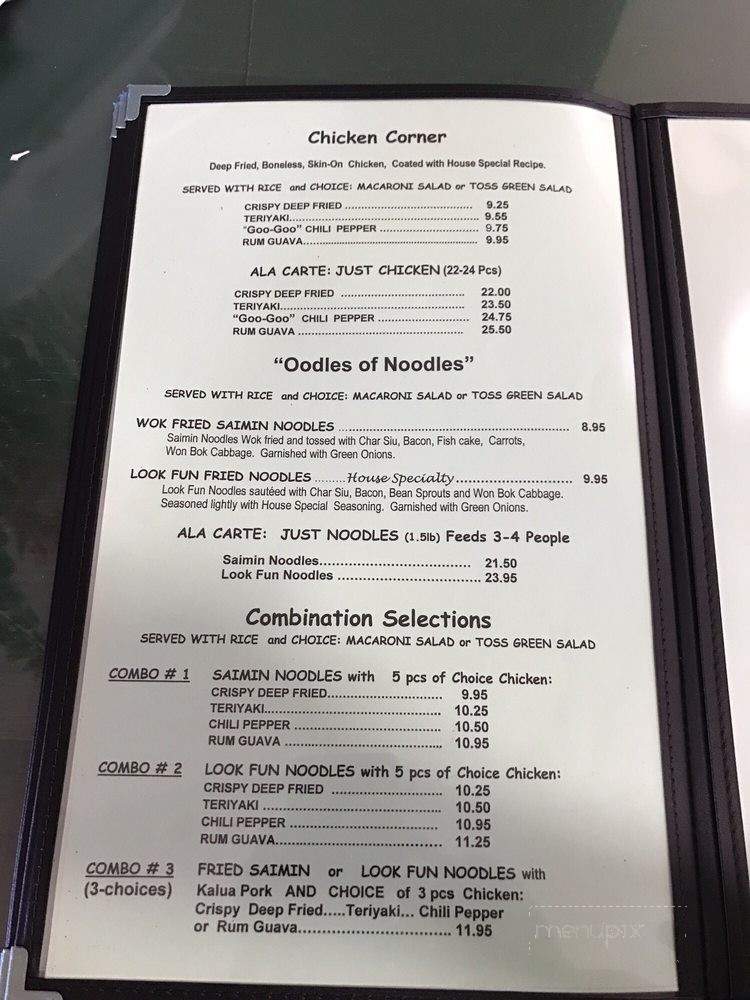 Chicken Corner
Deep Fried, Boneless, Skin-On Chicken, Coated with House Special Recipe.
SERVED WITH RICE and CHOICE: MACARONI SALAD or TOSS GREEN SALAD
CRISPY DEEP FRIED ........................................ 9.25
TERIYAKI........................................................ 9.55
"Goo-Goo" CHILI PEPPER ............................. 9.75
RUM GUAVA.................................................... 9.95
ALA CARTE: JUST CHICKEN (22-24 Pcs)
CRISPY DEEP FRIED ...................................... 22.00
TERIYAKI........................................................ 23.50
"Goo-Goo" CHILI PEPPER ............................ 24.75
RUM GUAVA .................................................. 25.50
"Oodles of Noodles"
SERVED WITH RICE and CHOICE: MACARONI SALAD or TOSS GREEN SALAD
WOK FRIED SAIMIN NOODLES ............................................................ 8.95
Saimin Noodles Wok fried and tossed with Char Siu, Bacon, Fish cake, Carrots,
Won Bok Cabbage. Garnished with Green Onions.
LOOK FUN FRIED NOODLES .........House Specialty............................. 9.95
Look Fun Noodles sautéed with Char Siu, Bacon, Bean Sprouts and Won Bok Cabbage.
Seasoned lightly with House Special Seasoning. Garnished with Green Onions.
ALA CARTE: JUST NOODLES (1.5lb) Feeds 3-4 People
Saimin Noodles..................................... 21.50
Look Fun Noodles ................................... 23.95
Combination Selections
SERVED WITH RICE and CHOICE: MACARONI SALAD or TOSS GREEN SALAD
COMBO # 1 SAIMIN NOODLES with 5 pcs of Choice Chicken:
CRISPY DEEP FRIED............................ 9.95
TERIYAKI........................................... 10.25
CHILI PEPPER .................................... 10.50
RUM GUAVA ...................................... 10.95
COMBO # 2 LOOK FUN NOODLES with 5 pcs of Choice Chicken:
CRISPY DEEP FRIED ........................... 10.25
TERIYAKI ........................................... 10.50
CHILI PEPPER .................................... 10.95
RUM GUAVA........................................ 11.25
COMBO # 3 FRIED SAIMIN or LOOK FUN NOODLES with
(3-choices) Kalua Pork AND CHOICE of 3 pcs Chicken:
Crispy Deep Fried.....Teriyaki... Chili Pepper
or Rum Guava..................................... 11.95
menupix